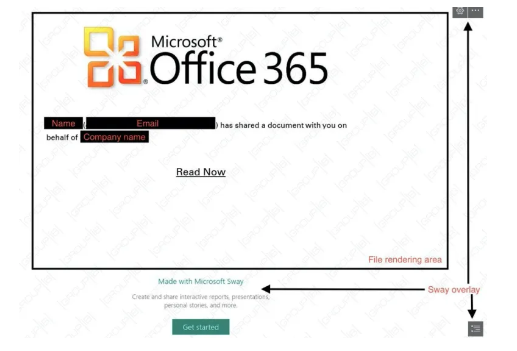 Microsoft®
Office 365
Name ( Email ) has shared a document with you on
behalf of Company name
Read Now
File rendering area
Made with Microsoft Sway
Sway overlay
Create and share interactive reports, presentations,
personal stories, and more.
Get started